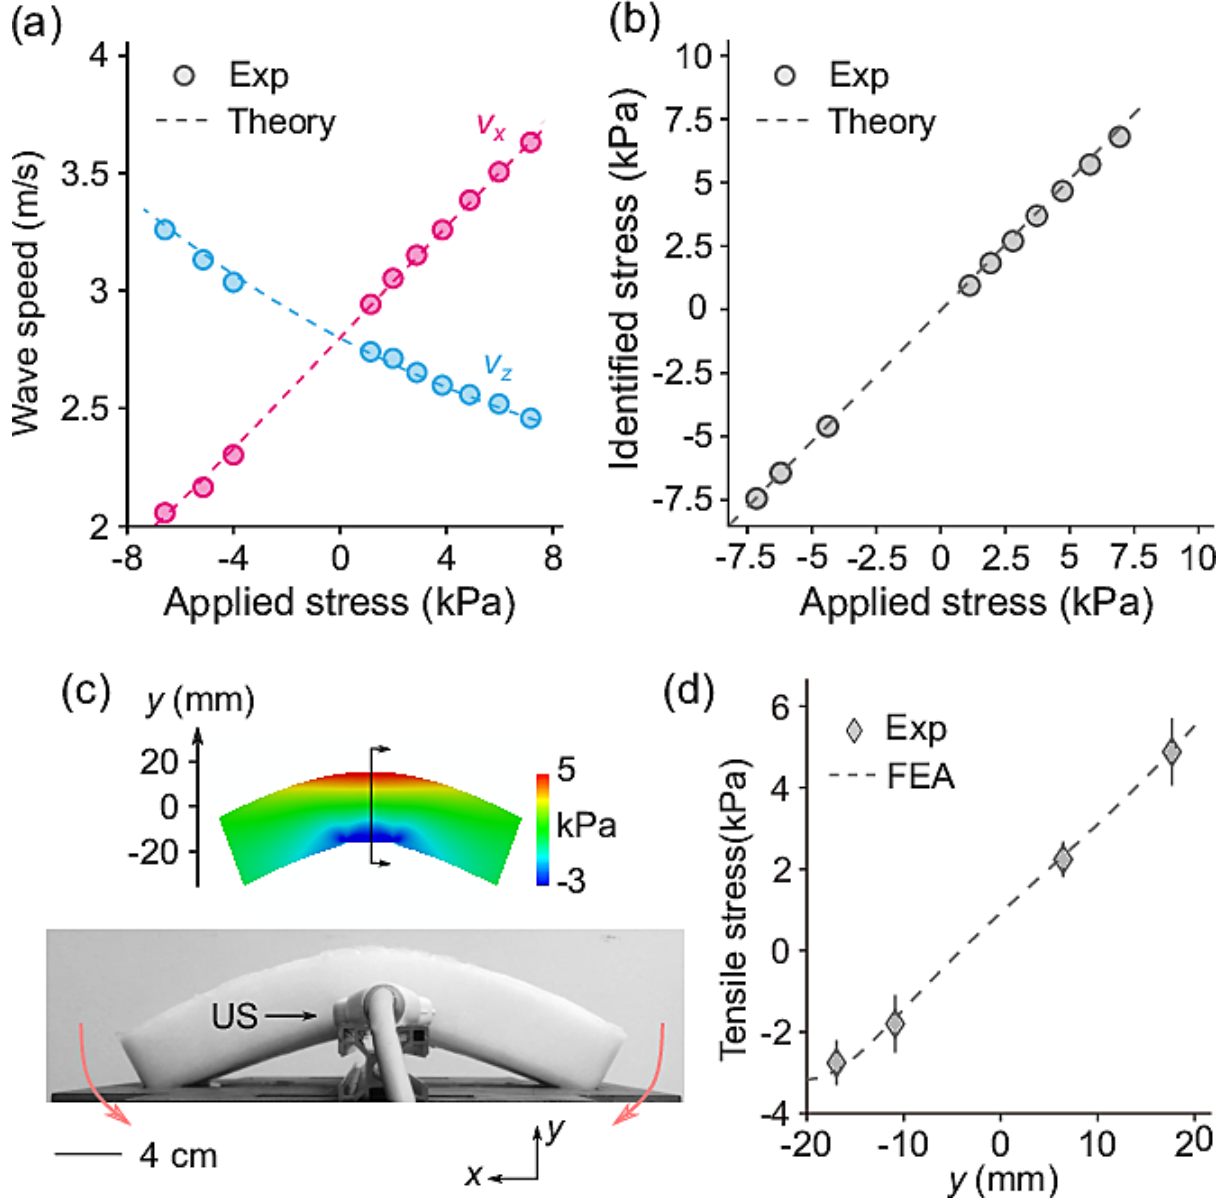 (a)
4
3.5
3
2.5
2
Wave speed (m/s)
Exp
Theory
vx
vz
-8
-4
0
4
8
Applied stress (kPa)
(b)
10
7.5
5
2.5
0
-2.5
-5
-7.5
Identified stress (kPa)
Exp
Theory
-7.5
-5
-2.5
0
2.5
5
7.5
10
Applied stress (kPa)
(c)
y (mm)
20
0
-20
5
kPa
-3
US
4 cm
y
x
(d)
6
4
2
0
-2
-4
Tensile stress(kPa)
Exp
FEA
-20
-10
0
10
20
y (mm)